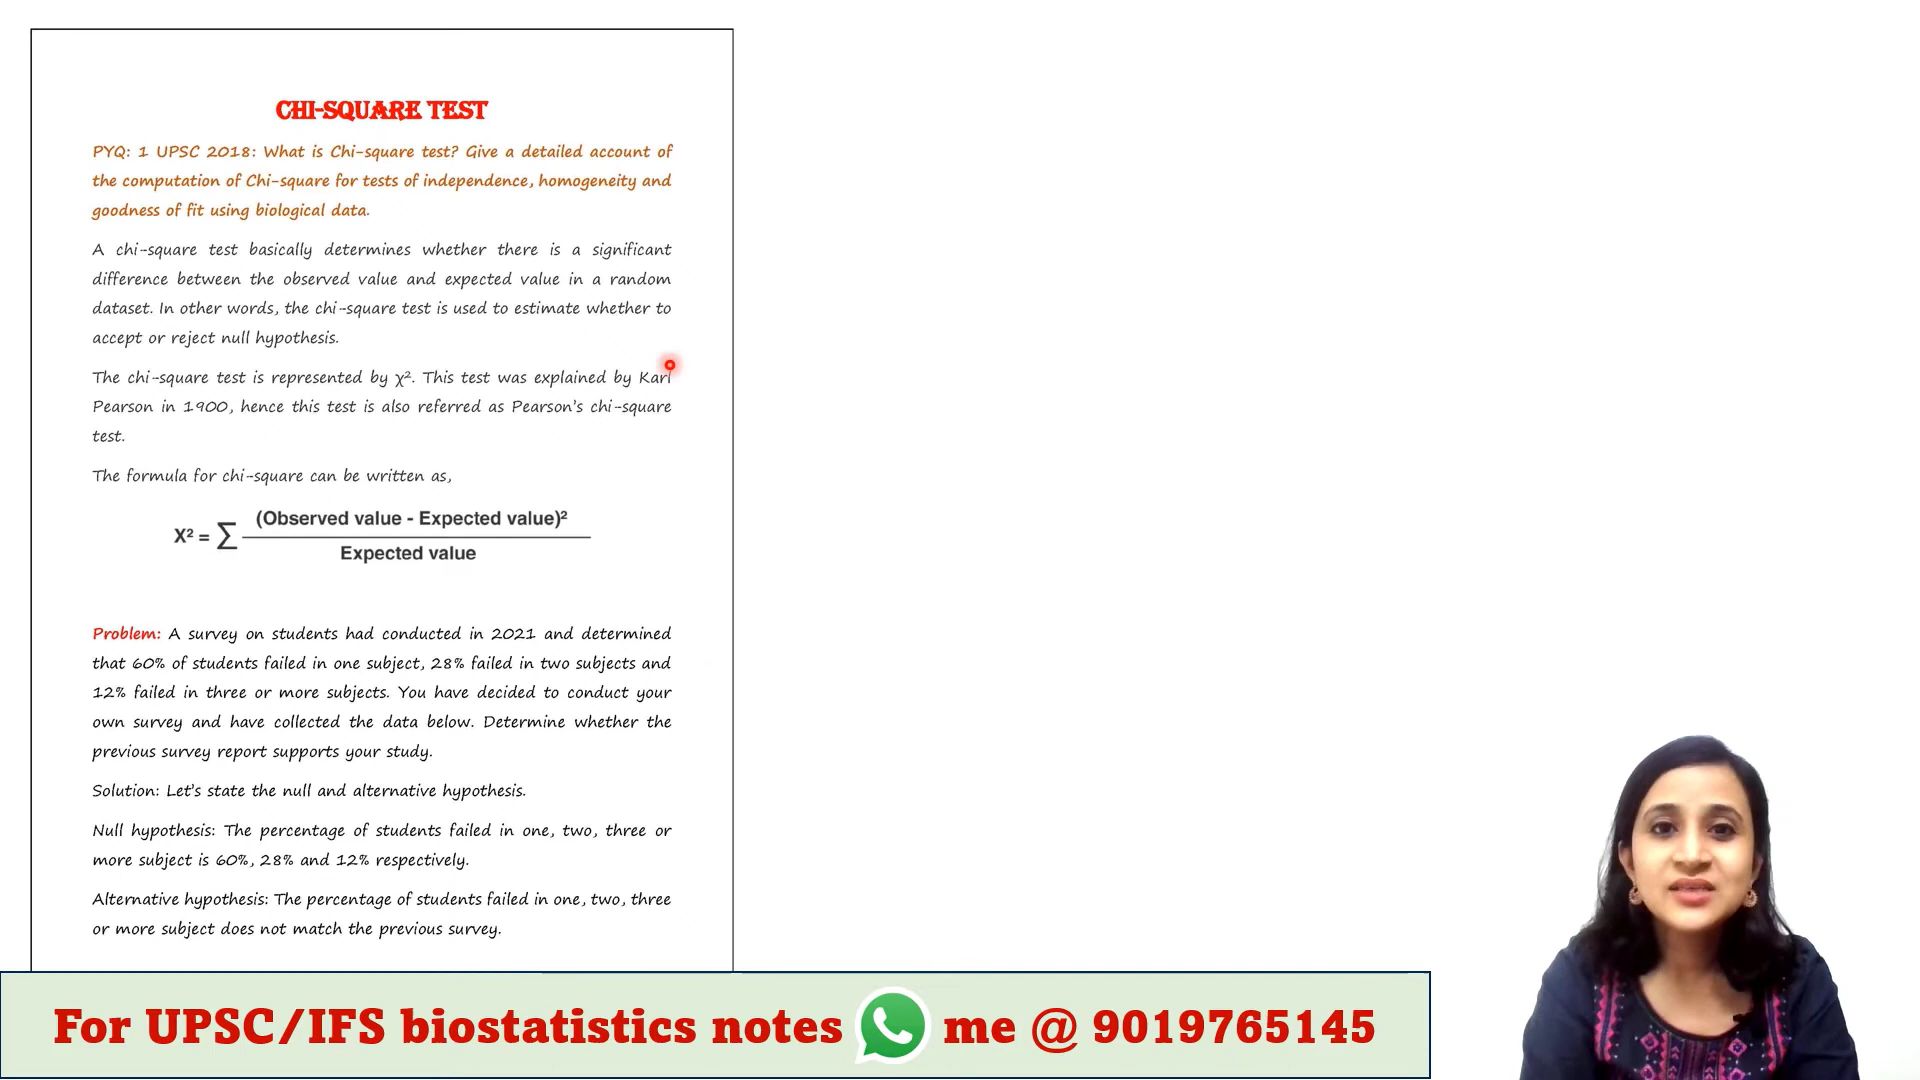 CHI-SQUARE TEST
PYQ: 1 UPSC 2018: What is Chi-square test? Give a detailed account of
the computation of Chi-square for tests of independence, homogeneity and
goodness of fit using biological data.
A chi-square test basically determines whether there is a significant
difference between the observed value and expected value in a random
dataset. In other words, the chi-square test is used to estimate whether to
accept or reject null hypothesis.
The chi-square test is represented by χ². This test was explained by Karl
Pearson in 1900, hence this test is also referred as Pearson's chi-square
test.
The formula for chi-square can be written as,
X² = ∑ (Observed value - Expected value)²
Expected value
Problem: A survey on students had conducted in 2021 and determined
that 60% of students failed in one subject, 28% failed in two subjects and
12% failed in three or more subjects. You have decided to conduct your
own survey and have collected the data below. Determine whether the
previous survey report supports your study.
Solution: Let's state the null and alternative hypothesis.
Null hypothesis: The percentage of students failed in one, two, three or
more subject is 60%, 28% and 12% respectively.
Alternative hypothesis: The percentage of students failed in one, two, three
or more subject does not match the previous survey.
For UPSC/IFS biostatistics notes me @ 9019765145